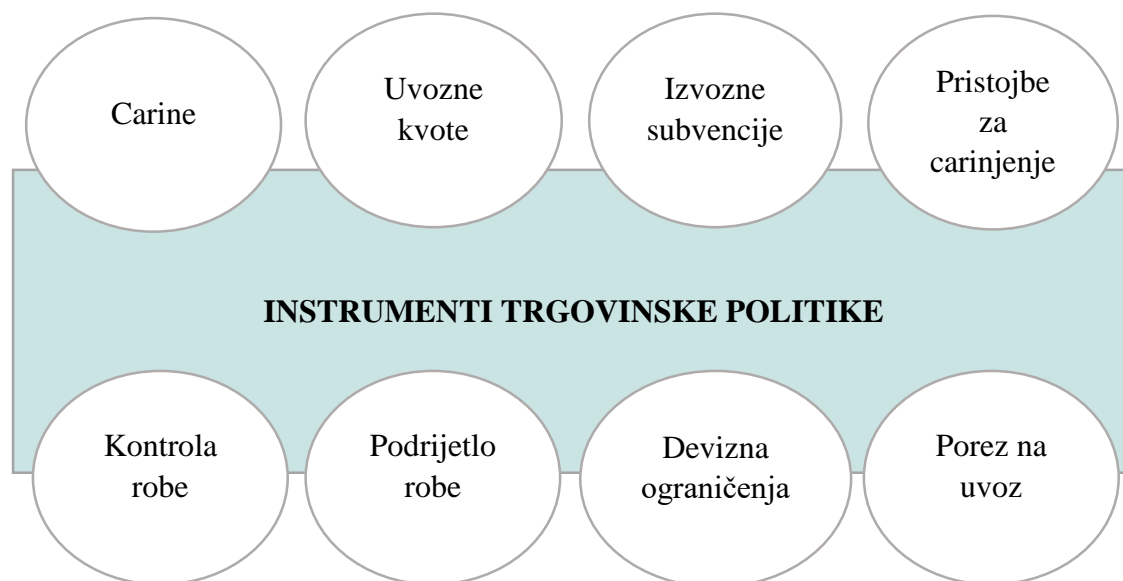 Carine
Uvozne
kvote
Izvozne
subvencije
Pristojbe
za
carinjenje
INSTRUMENTI TRGOVINSKE POLITIKE
Kontrola
robe
Podrijetlo
robe
Devizna
ograničenja
Porez na
uvoz